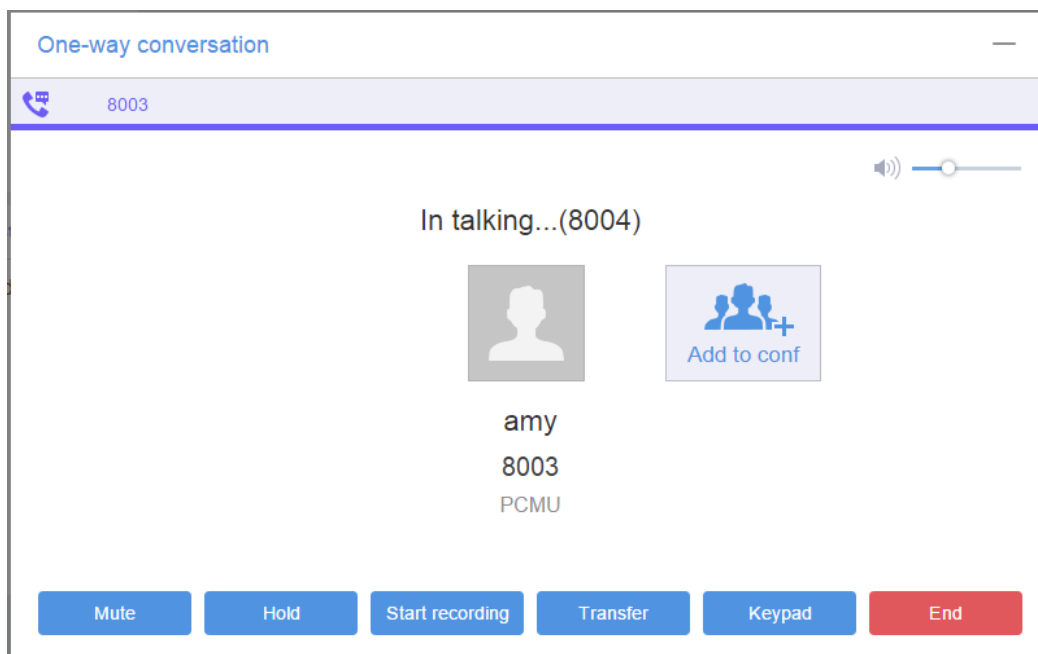 One-way conversation
8003
In talking...(8004)
Add to conf
amy
8003
PCMU
Mute Hold Start recording Transfer Keypad End